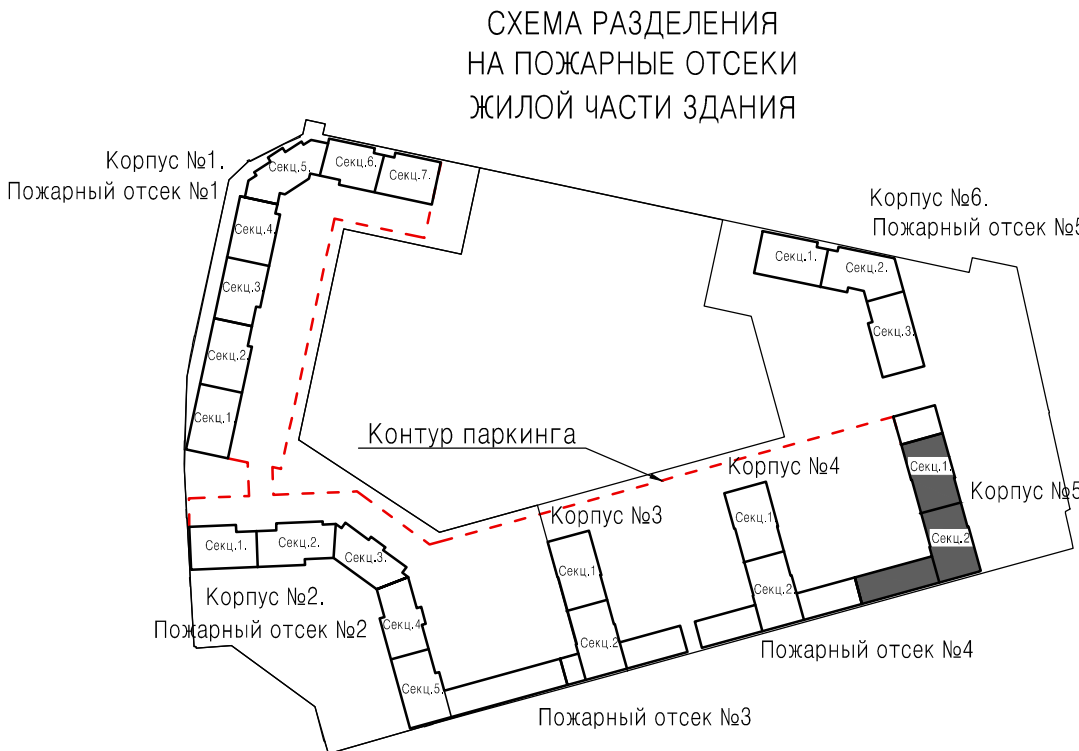 СХЕМА РАЗДЕЛЕНИЯ
НА ПОЖАРНЫЕ ОТСЕКИ
ЖИЛОЙ ЧАСТИ ЗДАНИЯ
Корпус №1.
Пожарный отсек №1
Секц.5.
Секц.6.
Секц.7.
Секц.4.
Секц.3.
Секц.2.
Секц.1.
Корпус №6.
Пожарный отсек №5
Секц.1.
Секц.2.
Секц.3.
Контур паркинга
Корпус №4
Корпус №3
Корпус №5
Секц.1.
Секц.2
Секц.1
Секц.2.
Секц.1.
Секц.2
Секц.1.
Секц.2.
Секц.3.
Секц.4
Секц.5.
Корпус №2.
Пожарный отсек №2
Пожарный отсек №4
Пожарный отсек №3